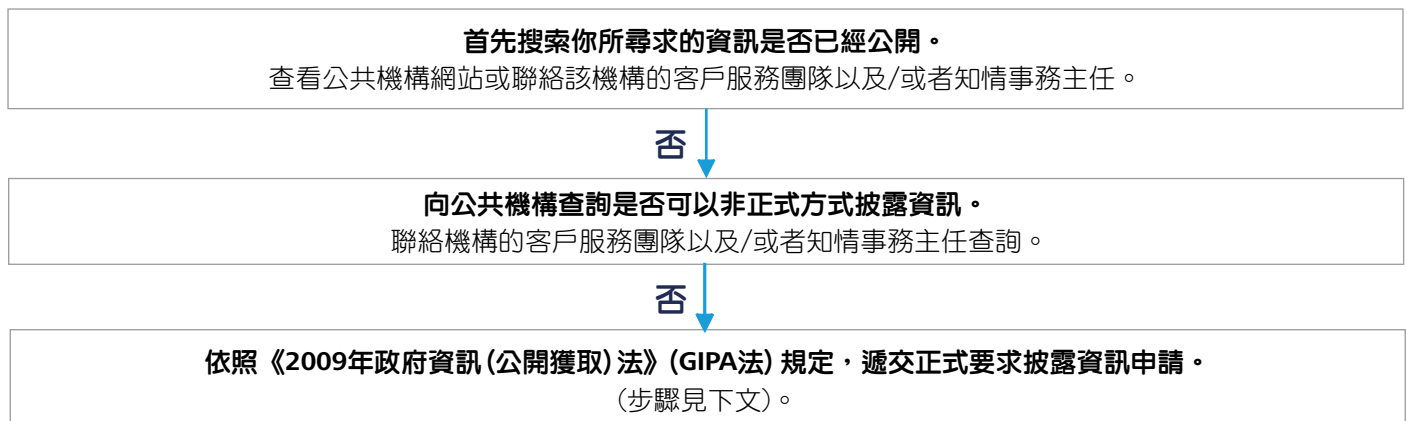 首先搜索你所尋求的資訊是否已經公開。
查看公共機構網站或聯絡該機構的客戶服務團隊以及/或者知情事務主任。
否
向公共機構查詢是否可以非正式方式披露資訊。
聯絡機構的客戶服務團隊以及/或者知情事務主任查詢。
否
依照《2009年政府資訊(公開獲取)法》(GIPA法) 規定，遞交正式要求披露資訊申請。
(步驟見下文)。